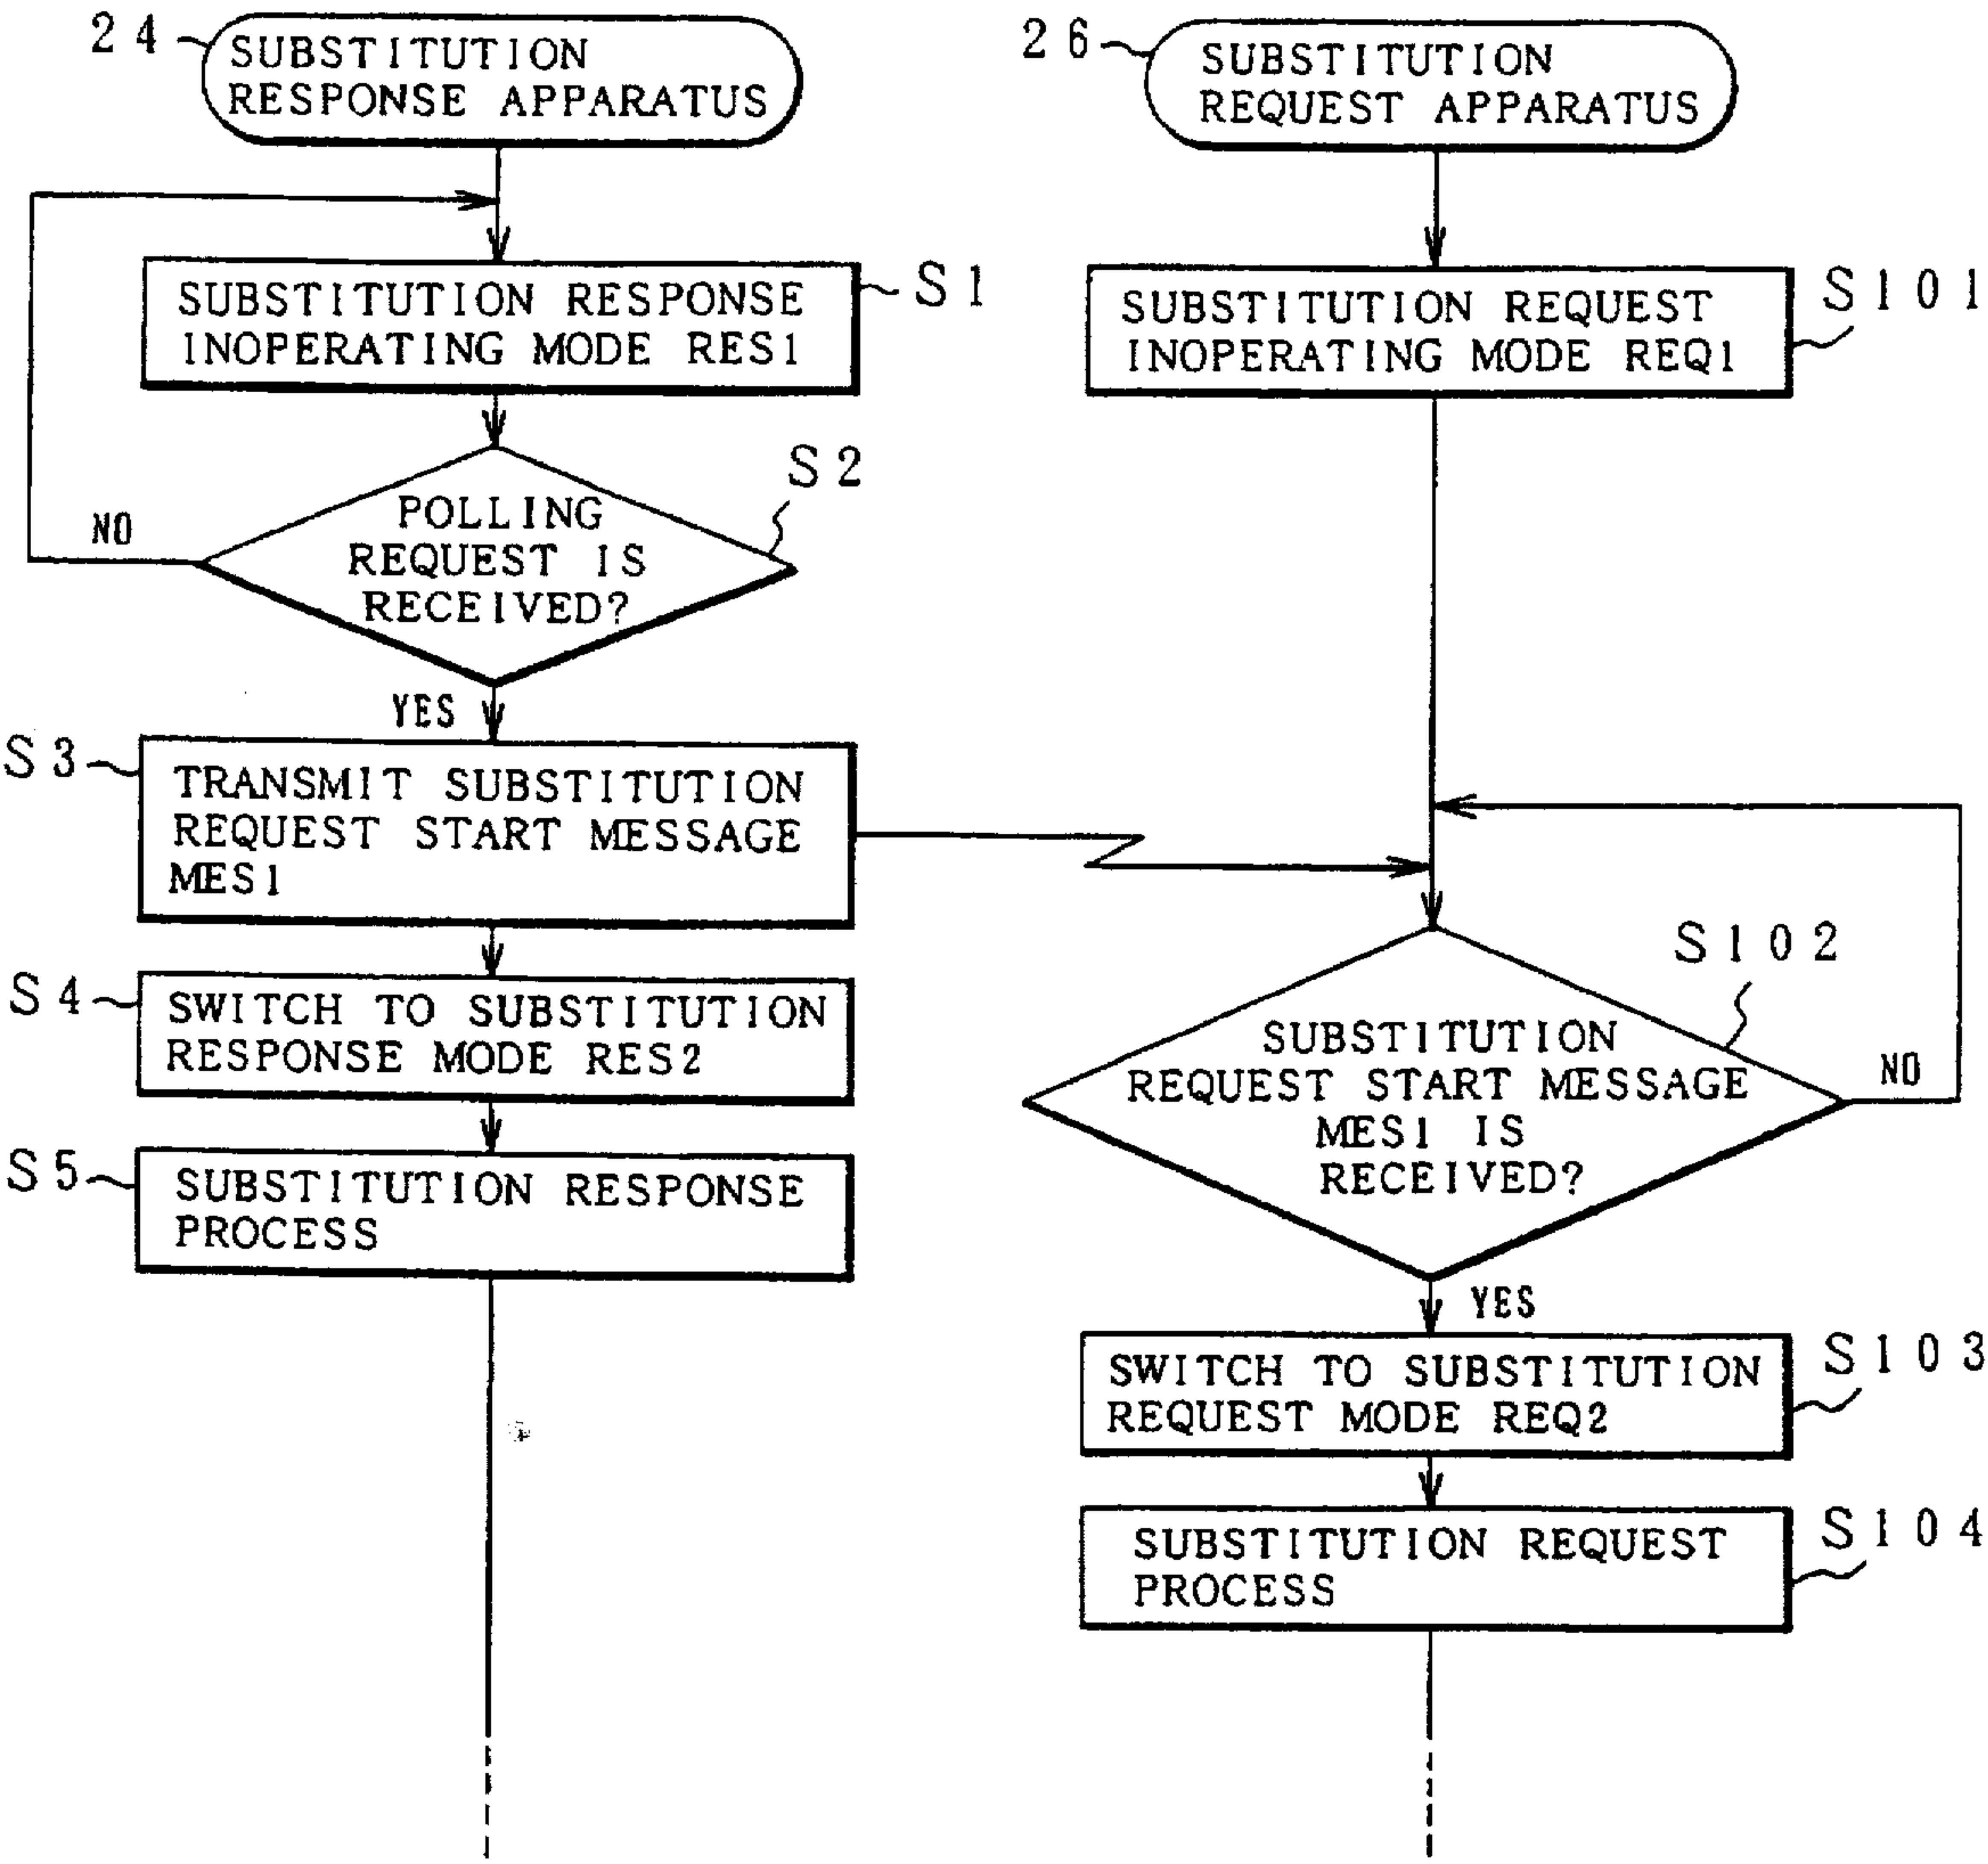 24
SUBSTITUTION
RESPONSE APPARATUS
S1
SUBSTITUTION RESPONSE
INOPERATING MODE RES1
S2
POLLING
REQUEST IS
RECEIVED?
NO
YES
S3
TRANSMIT SUBSTITUTION
REQUEST START MESSAGE
MES1
S4
SWITCH TO SUBSTITUTION
RESPONSE MODE RES2
S5
SUBSTITUTION RESPONSE
PROCESS
26
SUBSTITUTION
REQUEST APPARATUS
S101
SUBSTITUTION REQUEST
INOPERATING MODE REQ1
S102
SUBSTITUTION
REQUEST START MESSAGE
MES1 IS
RECEIVED?
NO
YES
S103
SWITCH TO SUBSTITUTION
REQUEST MODE REQ2
S104
SUBSTITUTION REQUEST
PROCESS